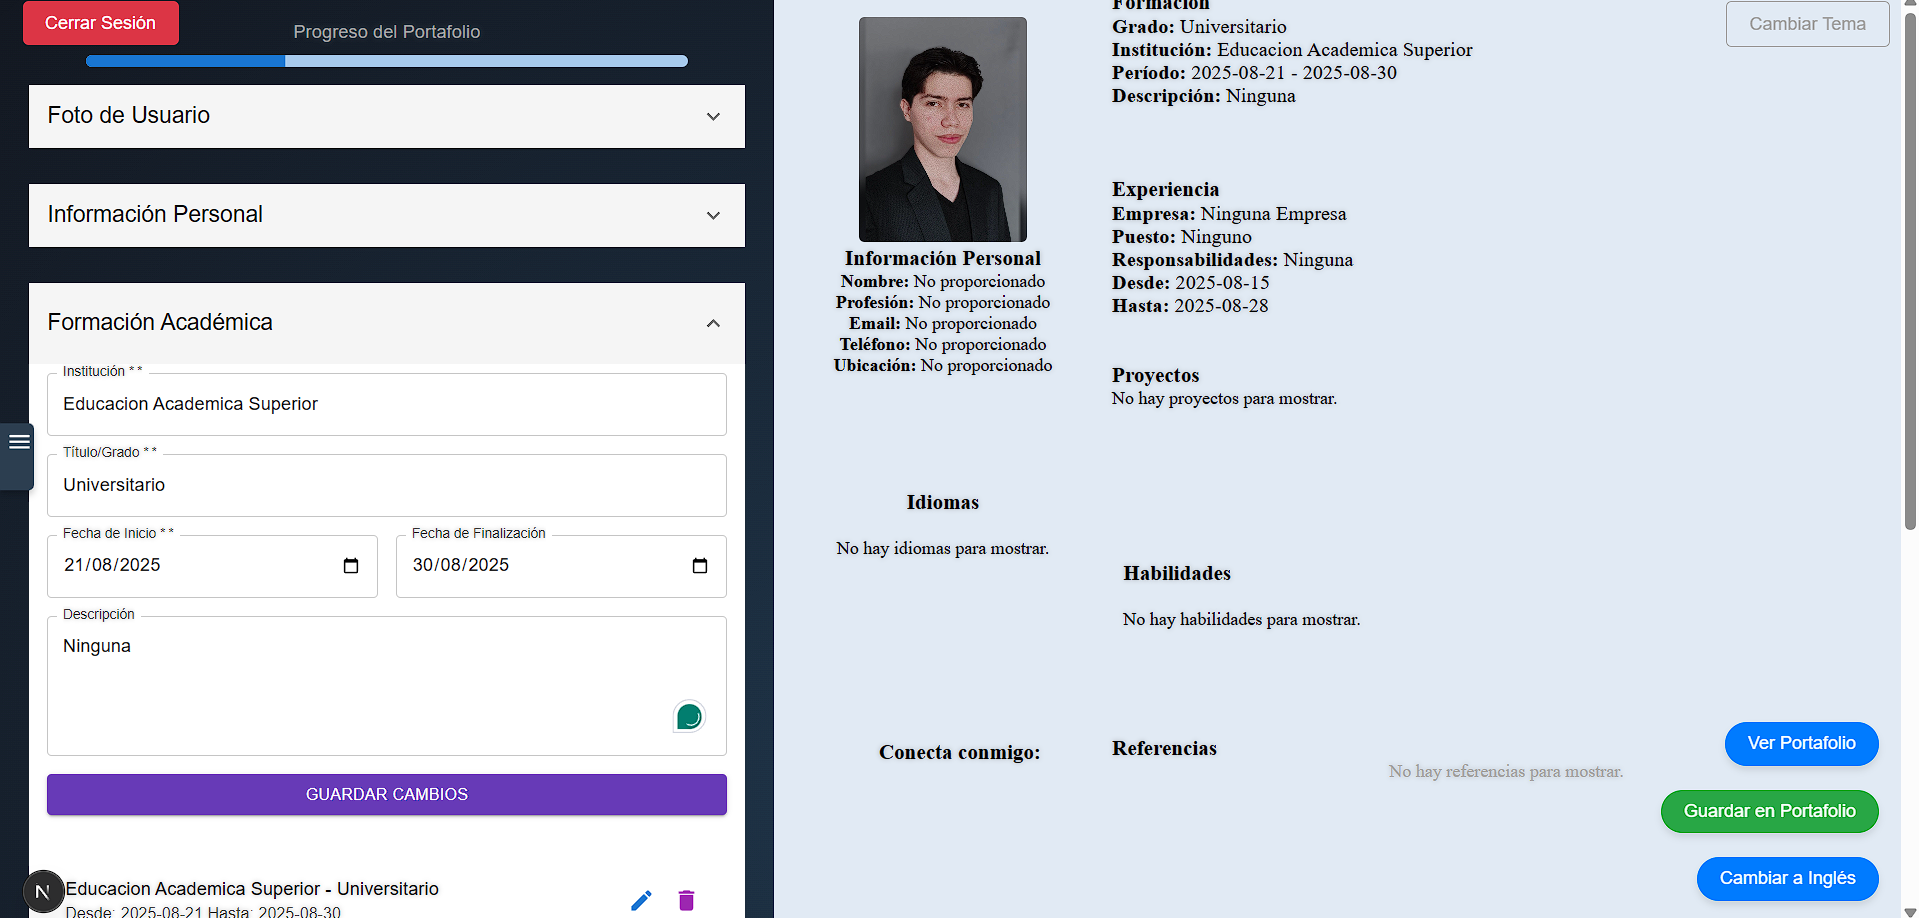 Cerrar Sesión
Progreso del Portafolio
Foto de Usuario
Información Personal
Formación Académica
Institución * *
Educacion Academica Superior
Título/Grado * *
Universitario
Fecha de Inicio * *
21/08/2025
Fecha de Finalización
30/08/2025
Descripción
Ninguna
GUARDAR CAMBIOS
N
Educacion Academica Superior - Universitario
Desde: 2025-08-21 Hasta: 2025-08-30
Información Personal
Nombre: No proporcionado
Profesión: No proporcionado
Email: No proporcionado
Teléfono: No proporcionado
Ubicación: No proporcionado
Idiomas
No hay idiomas para mostrar.
Conecta conmigo:
Formación
Grado: Universitario
Institución: Educacion Academica Superior
Período: 2025-08-21 - 2025-08-30
Descripción: Ninguna
Experiencia
Empresa: Ninguna Empresa
Puesto: Ninguno
Responsabilidades: Ninguna
Desde: 2025-08-15
Hasta: 2025-08-28
Proyectos
No hay proyectos para mostrar.
Habilidades
No hay habilidades para mostrar.
Referencias
No hay referencias para mostrar.
Cambiar Tema
Ver Portafolio
Guardar en Portafolio
Cambiar a Inglés